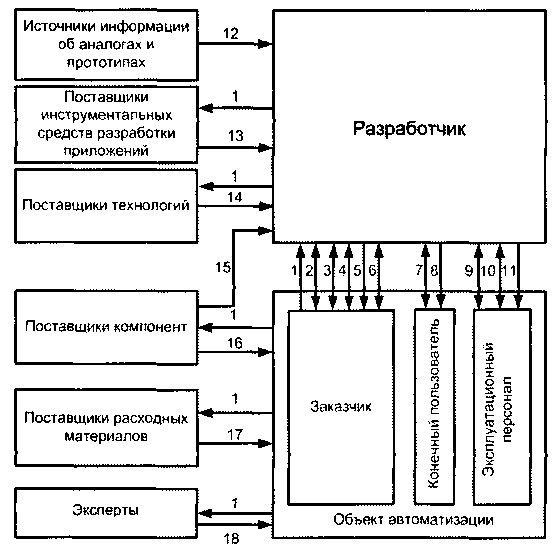 Источники информации
об аналогах и
прототипах
12
Поставщики
инструментальных
средств разработки
приложений
1
13
Разработчик
Поставщики технологий
1
14
15
1
2
3
4
5
6
7
8
9
10
11
Поставщики компонент
1
16
Заказчик
Конечный пользователь
Эксплуатационный
персонал
Поставщики расходных
материалов
1
17
Эксперты
1
18
Объект автоматизации